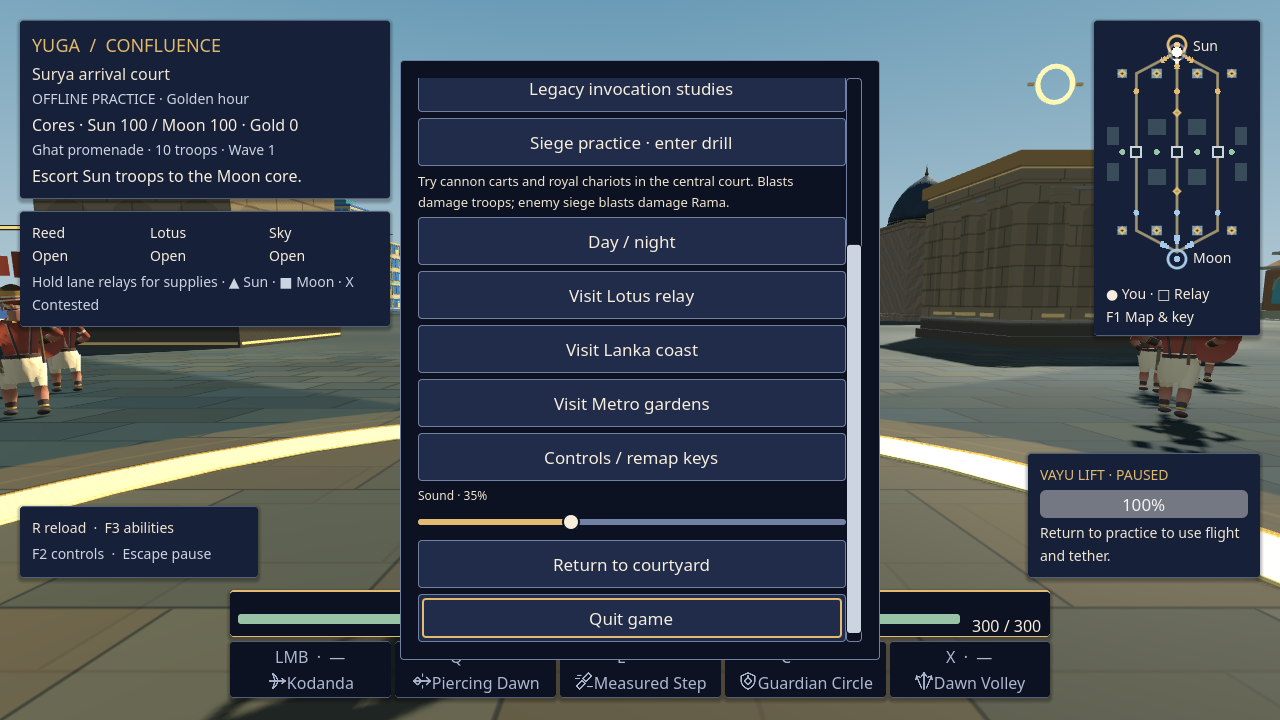 YUGA / CONFLUENCE
Surya arrival court
OFFLINE PRACTICE · Golden hour
Cores · Sun 100 / Moon 100 · Gold 0
Ghat promenade · 10 troops · Wave 1
Escort Sun troops to the Moon core.
Reed Lotus Sky
Open Open Open
Hold lane relays for supplies · ▲ Sun · ■ Moon · X
Contested
Legacy invocation studies
Siege practice · enter drill
Try cannon carts and royal chariots in the central court. Blasts
damage troops; enemy siege blasts damage Rama.
Day / night
Visit Lotus relay
Visit Lanka coast
Visit Metro gardens
Controls / remap keys
Sound · 35%
Return to courtyard
Quit game
Sun
Moon
● You · □ Relay
F1 Map & key
VAYU LIFT · PAUSED
100%
Return to practice to use flight
and tether.
R reload · F3 abilities
F2 controls · Escape pause
300 / 300
LMB · —
Kodanda
Piercing Dawn
Measured Step
Guardian Circle
X · —
Dawn Volley